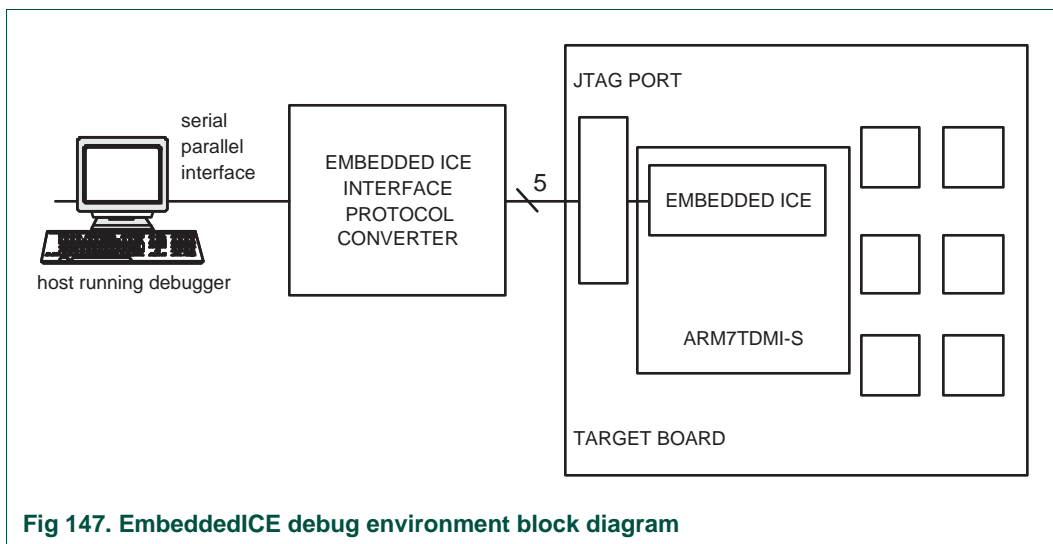 serial
parallel
interface
host running debugger
EMBEDDED ICE
INTERFACE
PROTOCOL
CONVERTER
5
JTAG PORT
EMBEDDED ICE
ARM7TDMI-S
TARGET BOARD
Fig 147. EmbeddedICE debug environment block diagram